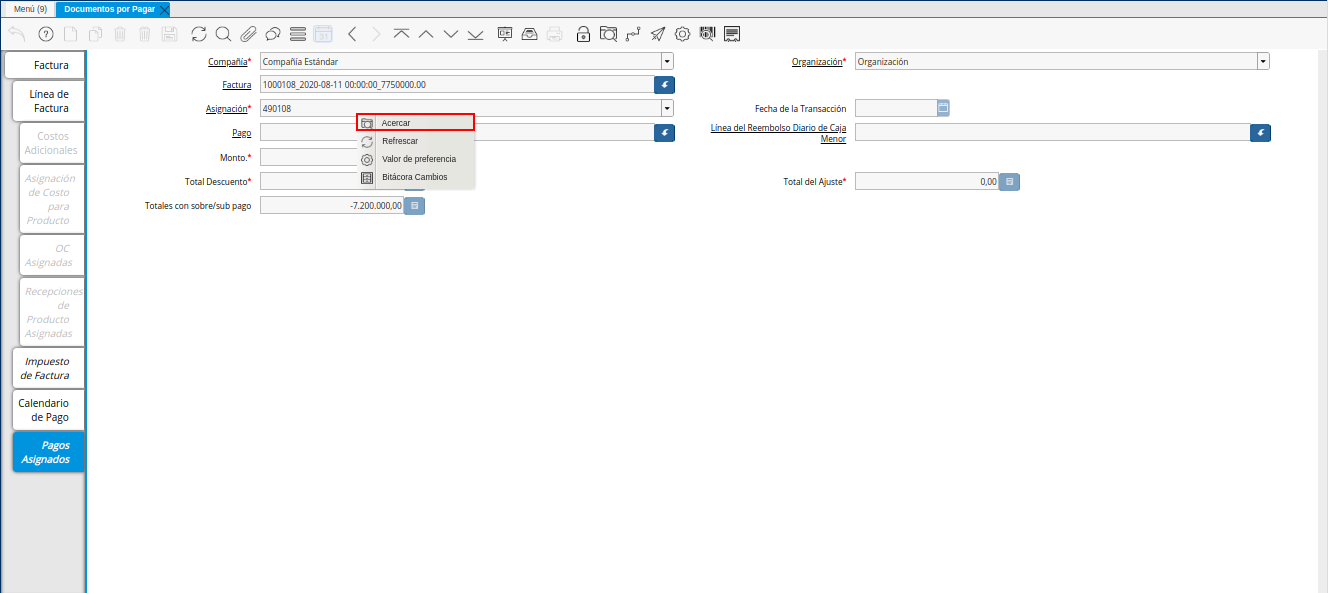 Menú (9)
Documentos por Pagar
Factura
Línea de
Factura
Costos
Adicionales
Asignación
de Costo
para
Producto
OC
Asignadas
Recepciones
de
Producto
Asignadas
Impuesto
de Factura
Calendario
de Pago
Pagos
Asignados
Compañía* Compañía Estándar
Organización* Organización
Factura 1000108_2020-08-11 00:00:00_7750000.00
Asignación* 490108
Fecha de la Transacción
Pago
Línea del Reembolso Diario de Caja
Menor
Monto.*
Total Descuento*
Total del Ajuste* 0,00
Totales con sobre/sub pago -7.200.000,00
Acercar
Refrescar
Valor de preferencia
Bitácora Cambios